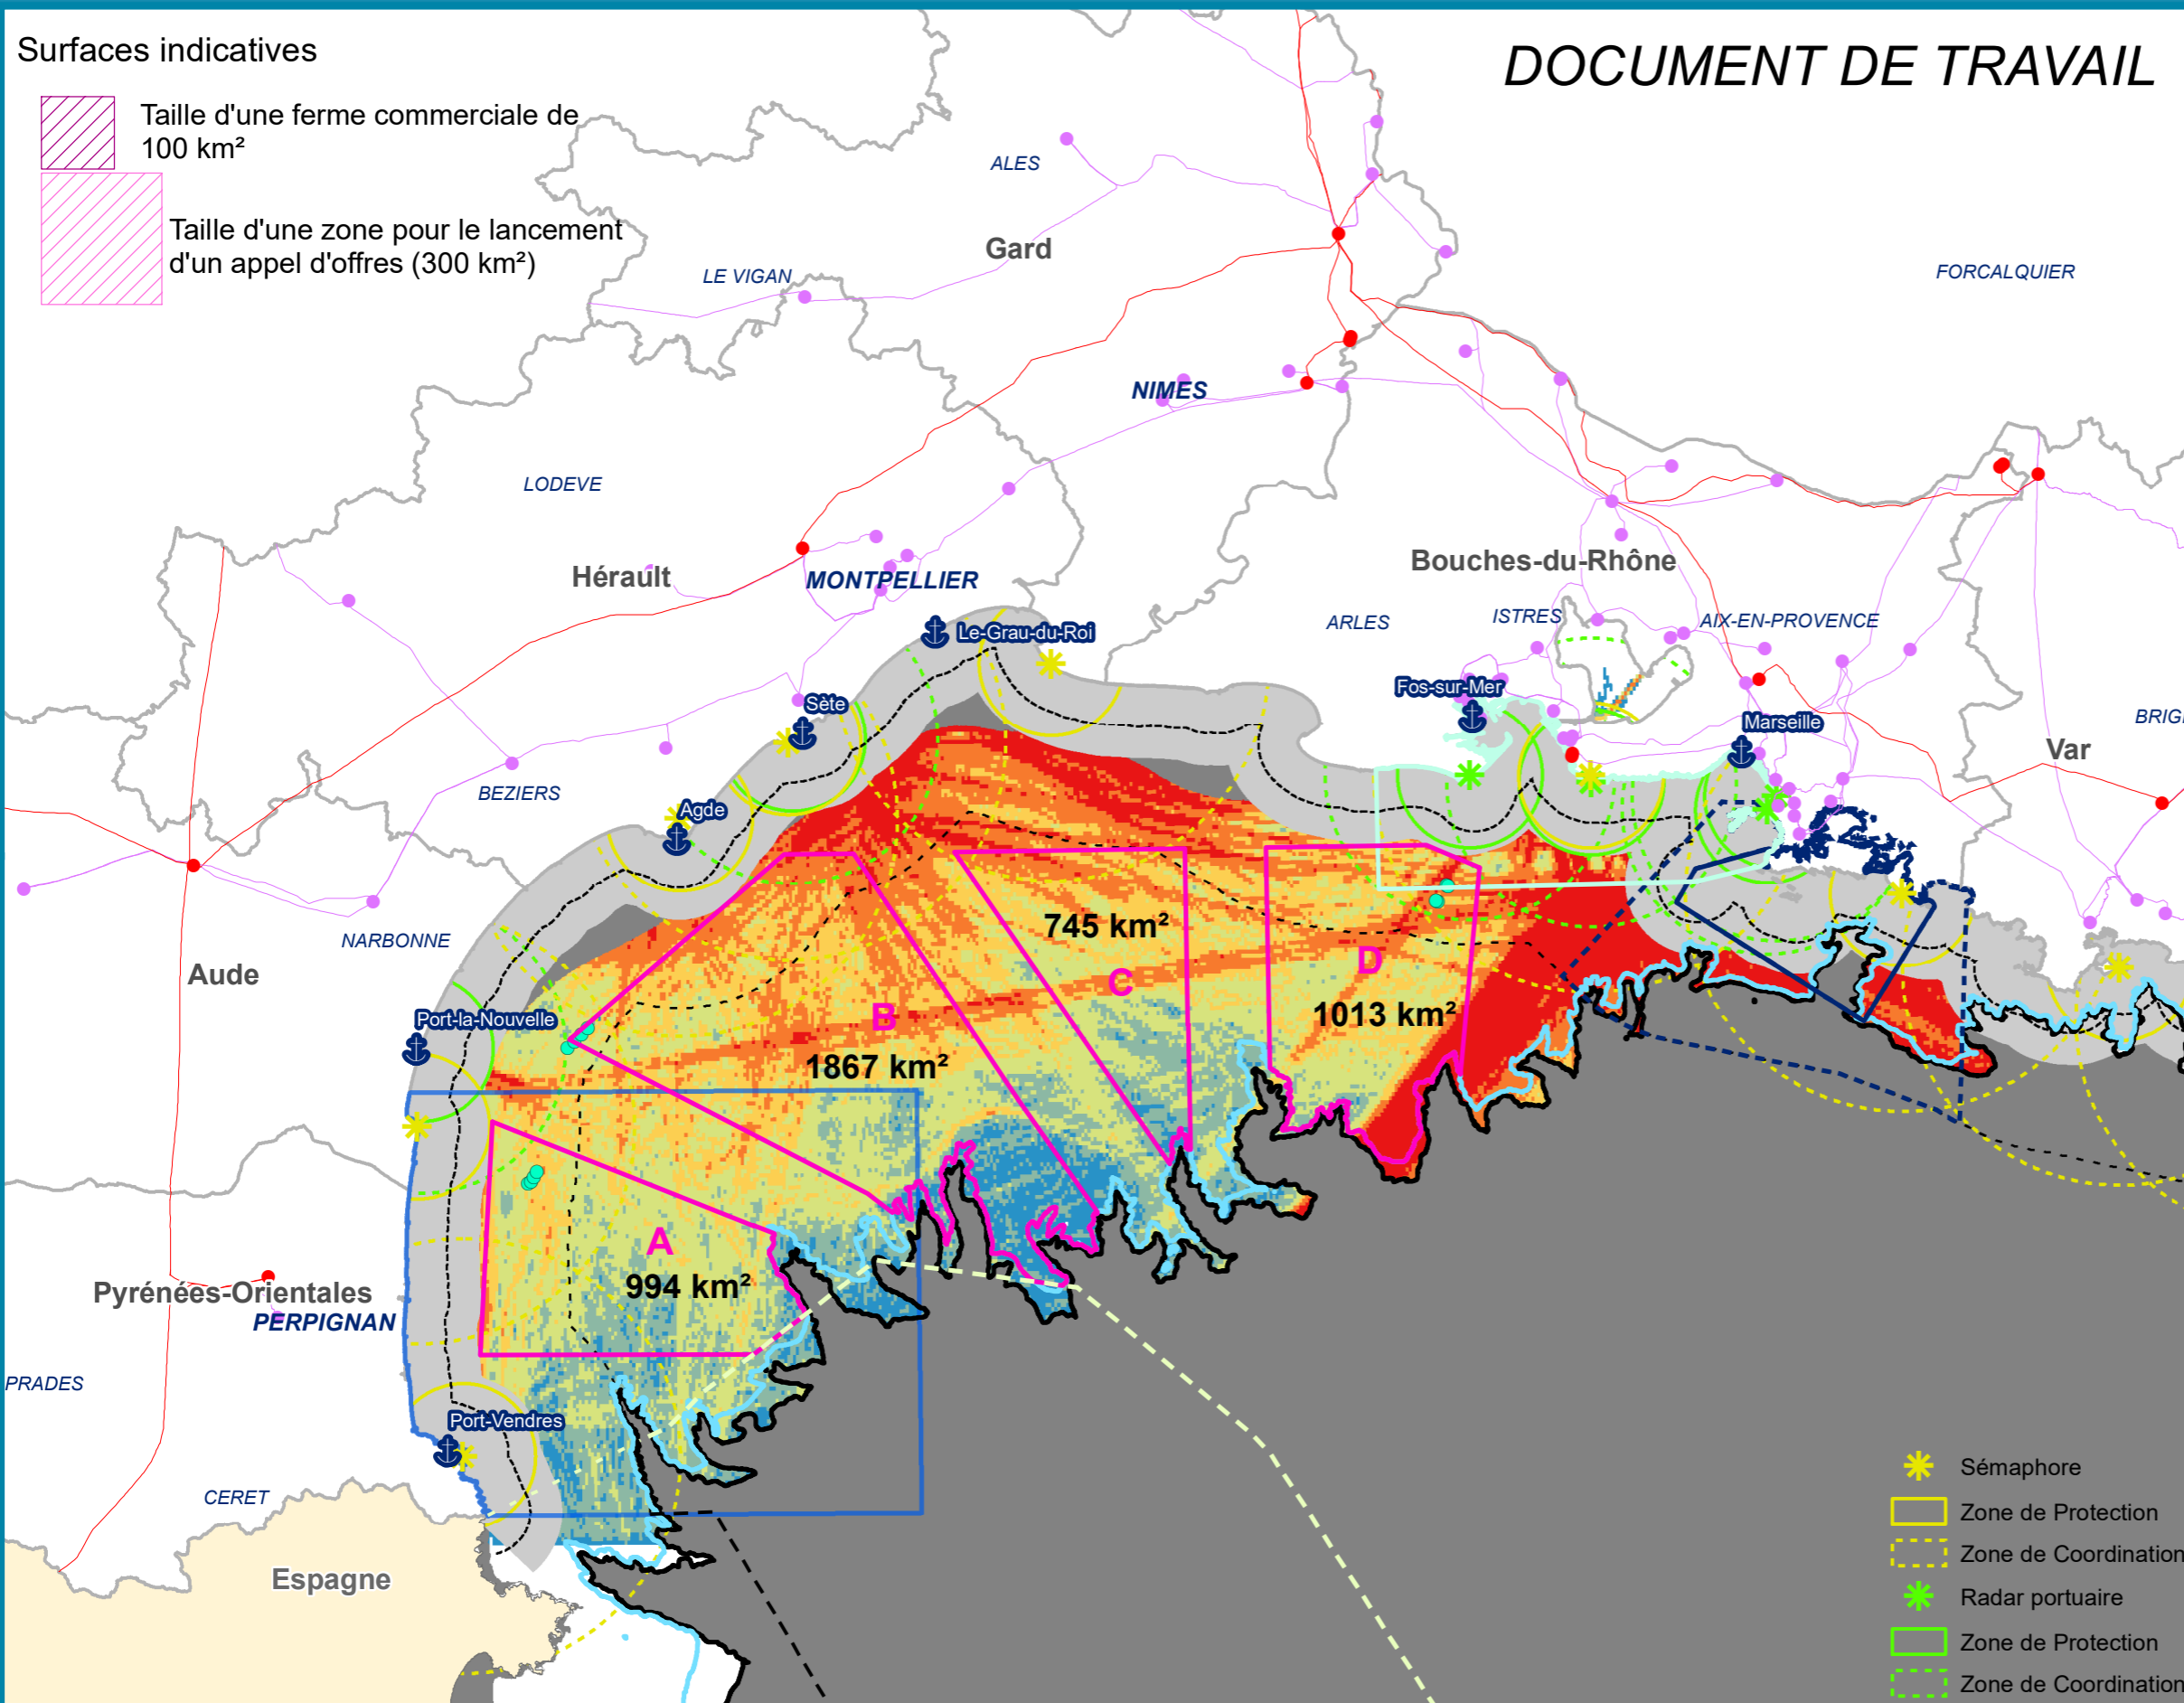 Surfaces indicatives
DOCUMENT DE TRAVAIL
Taille d'une ferme commerciale de
100 km²
Taille d'une zone pour le lancement
d'un appel d'offres (300 km²)
ALES
Gard
LE VIGAN
FORCALQUIER
NIMES
LODEVE
Hérault
MONTPELLIER
Bouches-du-Rhône
ARLES
ISTRES
AIX-EN-PROVENCE
Le-Grau-du-Roi
Fos-sur-Mer
Sète
Marseille
BRIG
Var
BEZIERS
Agde
NARBONNE
Aude
745 km²
C
D
1013 km²
Port-la-Nouvelle
B
1867 km²
A
994 km²
Pyrénées-Orientales
PERPIGNAN
PRADES
Port-Vendres
CERET
Espagne
Sémaphore
Zone de Protection
Zone de Coordination
Radar portuaire
Zone de Protection
Zone de Coordination